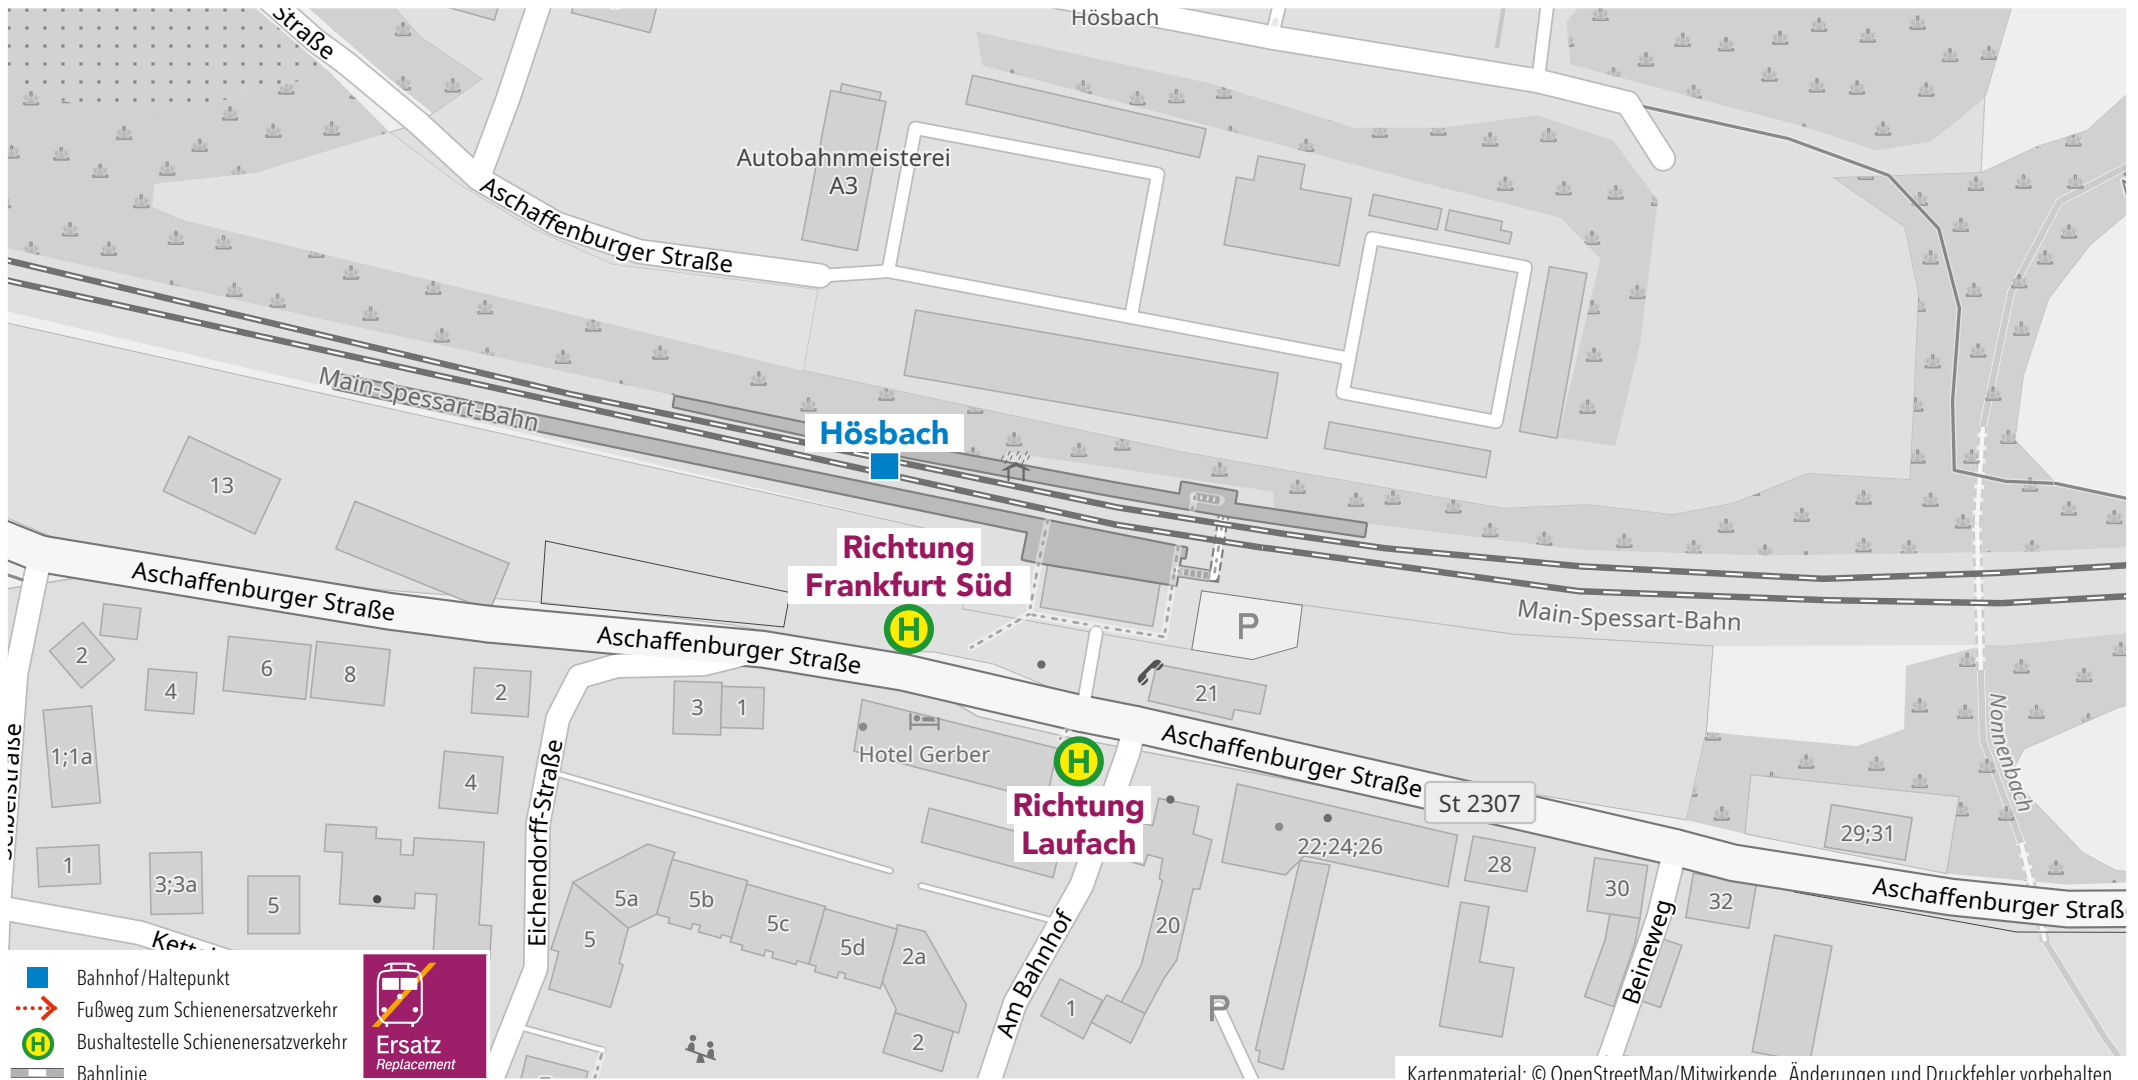 Straße
Hösbach
Autobahnmeisterei
A3
Aschaffenburger Straße
Main-Spessart-Bahn
Hösbach
13
Richtung
Frankfurt Süd
H
P
Main-Spessart-Bahn
Aschaffenburger Straße
Aschaffenburger Straße
2
4
6
8
2
3
1
21
Hotel Gerber
H
Richtung
Laufach
Aschaffenburger Straße
St 2307
Nonnenbach
1;1a
4
Eichendorff-Straße
22;24;26
28
29;31
30
32
Aschaffenburger Straß
1
3;3a
5
5a
5b
5c
5d
2a
5
20
Am Bahnhof
1
P
2
Beineweg
Bahnhof/Haltepunkt
Fußweg zum Schienenersatzverkehr
H
Bushaltestelle Schienenersatzverkehr
Bahnlinie
Ersatz
Replacement
Kartenmaterial: © OpenStreetMap/Mitwirkende, Änderungen und Druckfehler vorbehalten